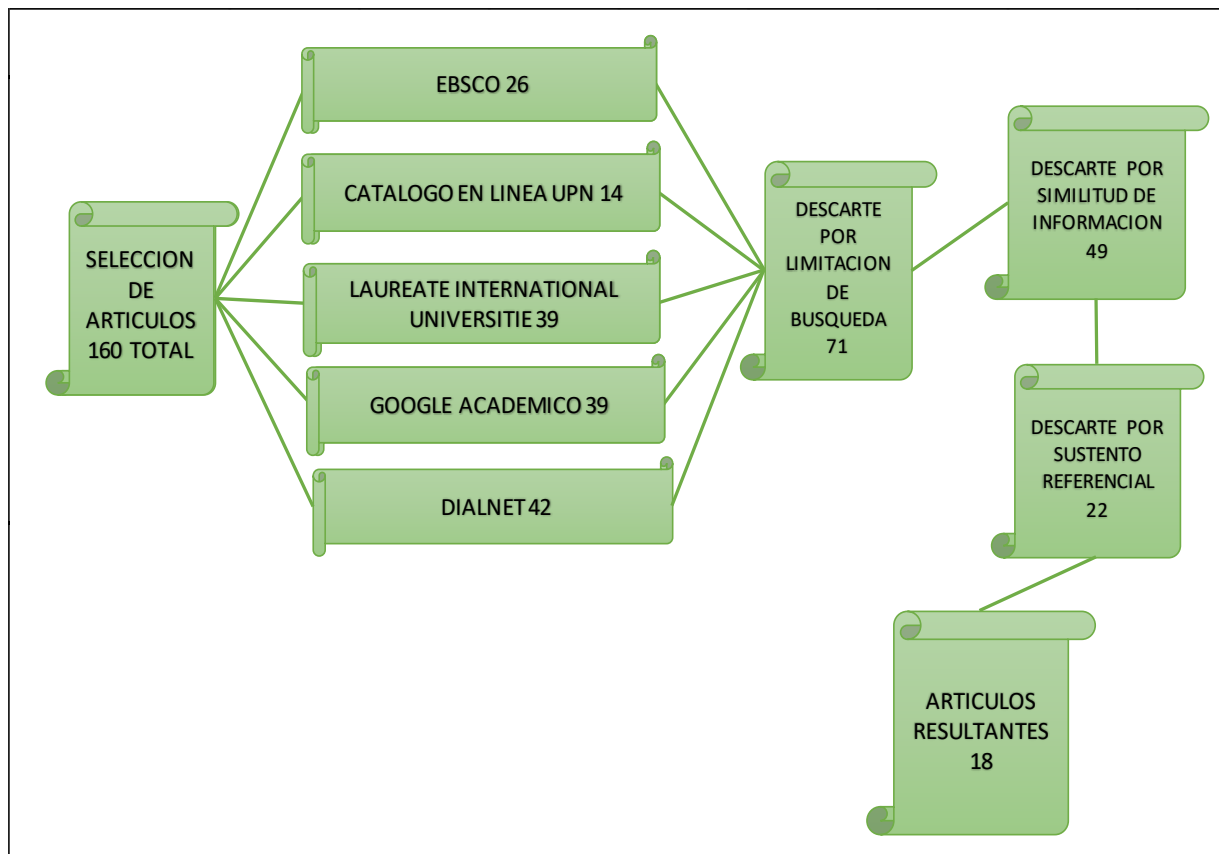 SELECCION
DE
ARTICULOS
160 TOTAL
EBSCO 26
CATALOGO EN LINEA UPN 14
LAUREATE INTERNATIONAL
UNIVERSITIE 39
GOOGLE ACADEMICO 39
DIALNET 42
DESCARTE
POR
LIMITACION
DE
BUSQUEDA
71
DESCARTE POR
SIMILITUD DE
INFORMACION
49
DESCARTE POR
SUSTENTO
REFERENCIAL
22
ARTICULOS
RESULTANTES
18